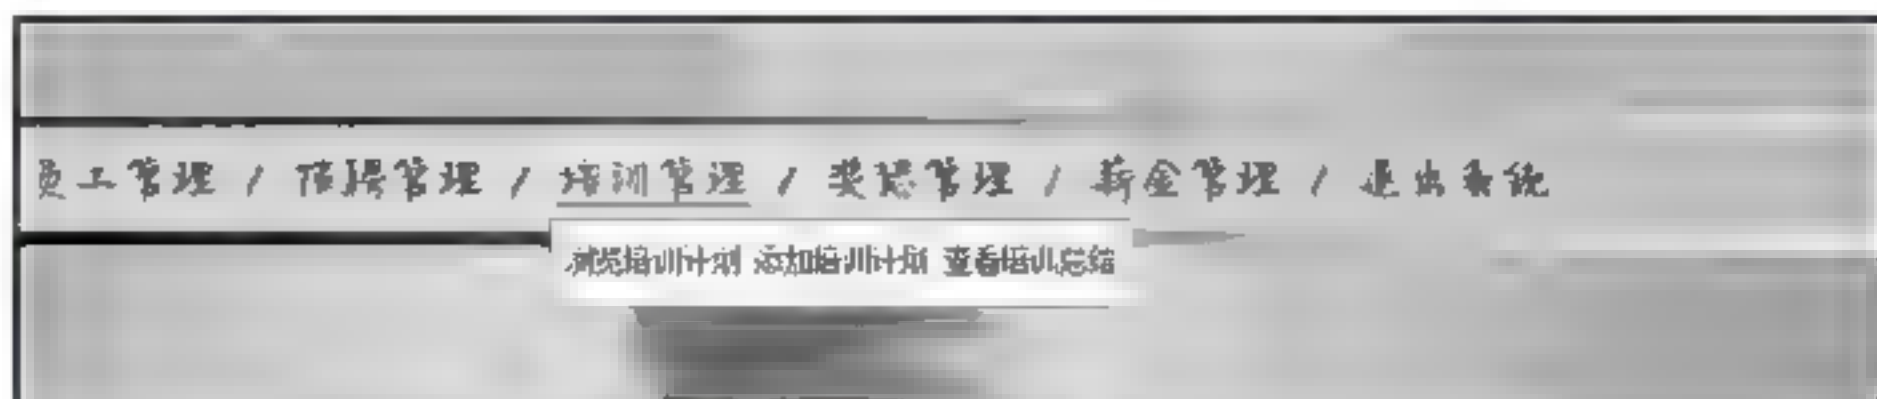 员工管理 / 应聘管理 / 培训管理 / 奖惩管理 / 薪金管理 / 退出系统
浏览培训计划 添加培训计划 查看培训总结